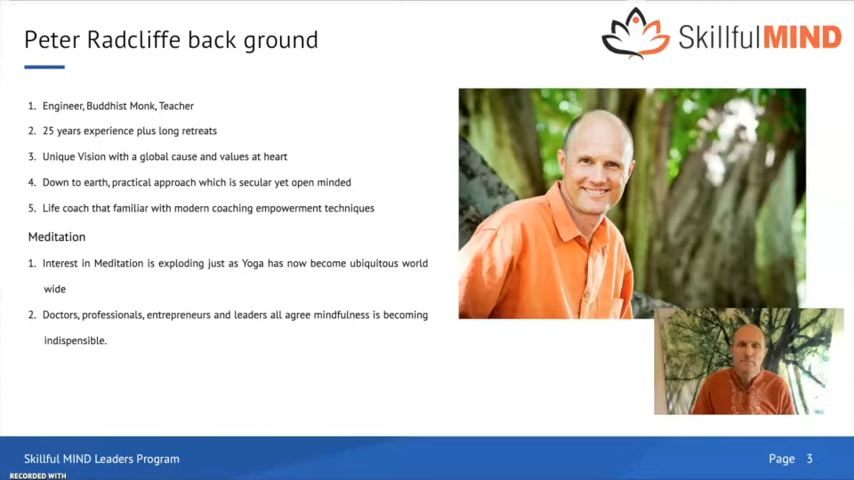 Peter Radcliffe back ground
SkillfulMIND
1. Engineer, Buddhist Monk, Teacher
2. 25 years experience plus long retreats
3. Unique Vision with a global cause and values at heart
4. Down to earth, practical approach which is secular yet open minded
5. Life coach that familiar with modern coaching empowerment techniques
Meditation
1. Interest in Meditation is exploding just as Yoga has now become ubiquitous world
wide
2. Doctors, professionals, entrepreneurs and leaders all agree mindfulness is becoming
indispensible.
Skillful MIND Leaders Program
Page 3
RECORDED WITH